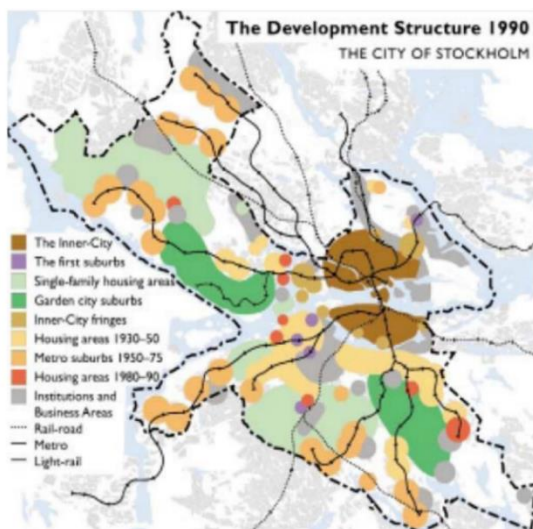 The Development Structure 1990
THE CITY OF STOCKHOLM
The Inner-City
The first suburbs
Single-family housing areas
Garden city suburbs
Inner-City fringes
Housing areas 1930–50
Metro suburbs 1950–75
Housing areas 1980–90
Institutions and
Business Areas
Rail-road
Metro
Light-rail